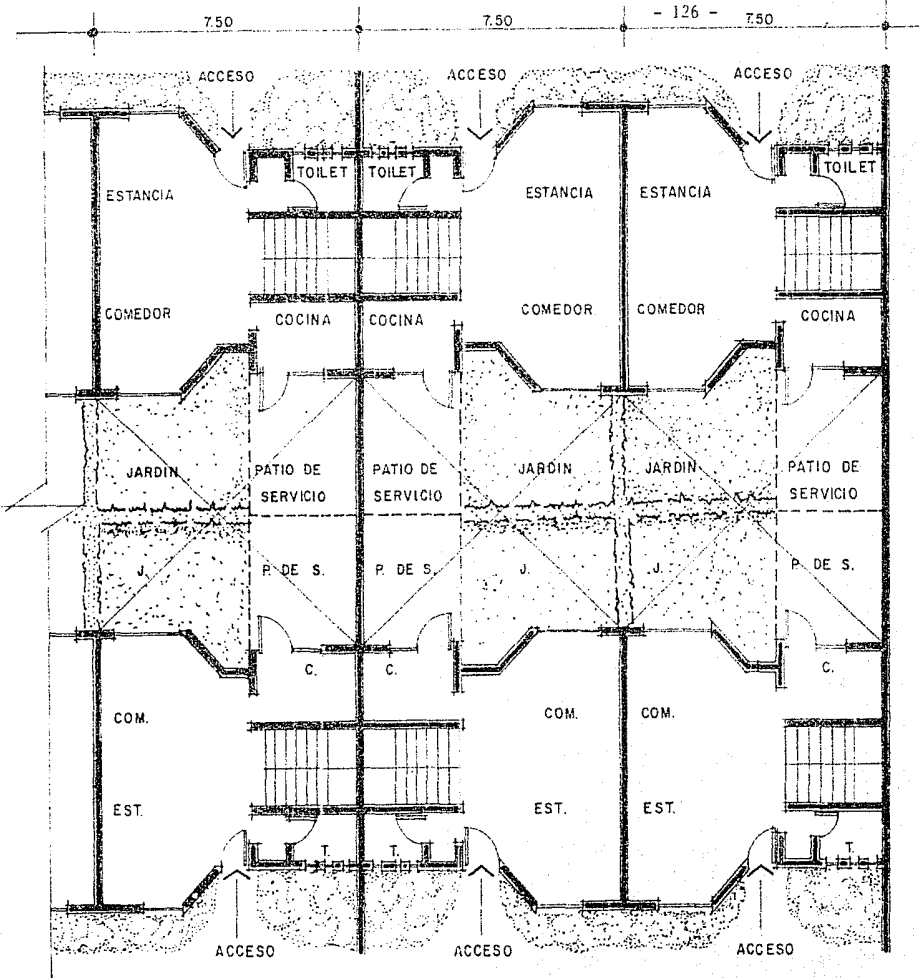 - 126 -
7.50 7.50 7.50
ACCESO ACCESO ACCESO
TOILET TOILET TOILET
ESTANCIA ESTANCIA ESTANCIA
COMEDOR COCINA COCINA COMEDOR COMEDOR COCINA
JARDIN PATIO DE PATIO DE JARDIN JARDIN PATIO DE
SERVICIO SERVICIO SERVICIO
J. P. DE S. P. DE S. J. J. P. DE S.
C. C. C.
COM. COM. COM.
EST. EST. EST.
T. T. T.
ACCESO ACCESO ACCESO